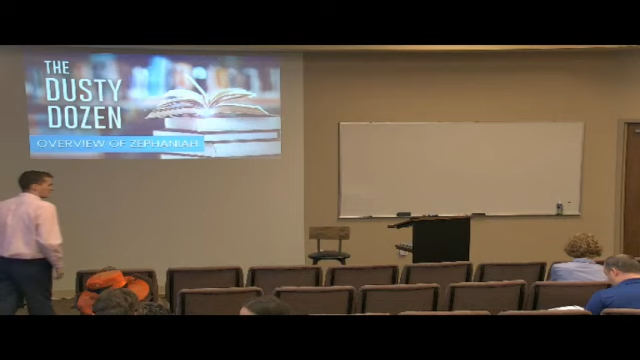 THE
DUSTY
DOZEN
OVERVIEW OF ZEPHANIAH